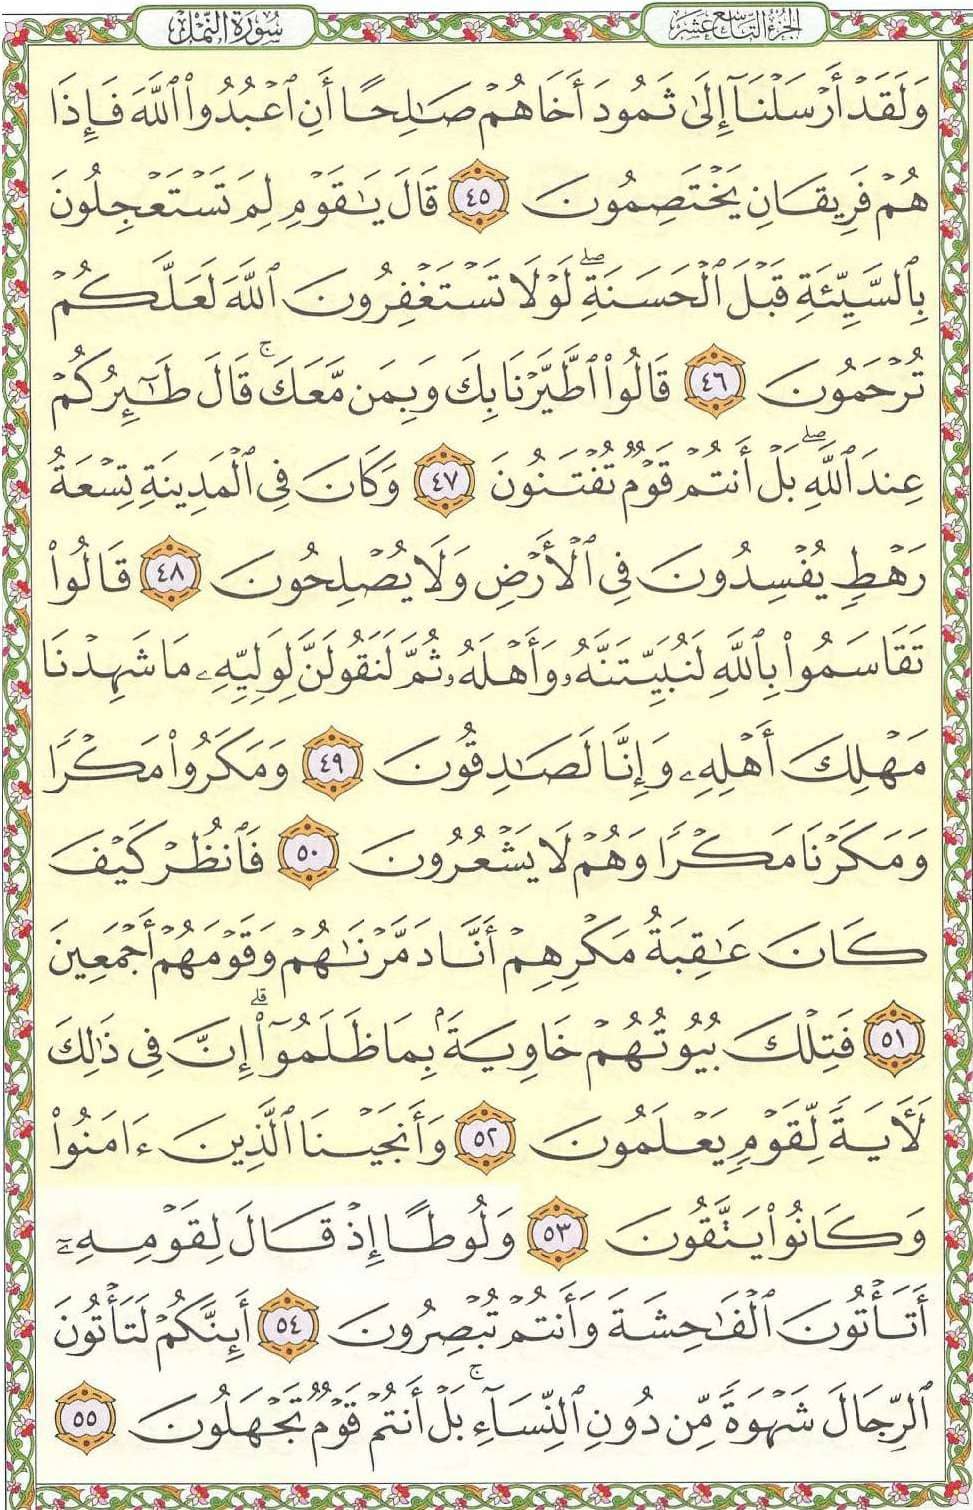 الجزء التاسع عشر
سورة النمل
وَلَقَدْ أَرْسَلْنَآ إِلَىٰ ثَمُودَ أَخَاهُمْ صَـٰلِحًا أَنِ ٱعْبُدُوا۟ ٱللَّهَ فَإِذَا
هُمْ فَرِيقَانِ يَخْتَصِمُونَ ٤٥ قَالَ يَـٰقَوْمِ لِمَ تَسْتَعْجِلُونَ
بِٱلسَّيِّئَةِ قَبْلَ ٱلْحَسَنَةِ ۖ لَوْلَا تَسْتَغْفِرُونَ ٱللَّهَ لَعَلَّكُمْ
تُرْحَمُونَ ٤٦ قَالُوا۟ ٱطَّيَّرْنَا بِكَ وَبِمَن مَّعَكَ ۚ قَالَ طَـٰٓئِرُكُمْ
عِندَ ٱللَّهِ ۖ بَلْ أَنتُمْ قَوْمٌ تُفْتَنُونَ ٤٧ وَكَانَ فِى ٱلْمَدِينَةِ تِسْعَةُ
رَهْطٍ يُفْسِدُونَ فِى ٱلْأَرْضِ وَلَا يُصْلِحُونَ ٤٨ قَالُوا۟
تَقَاسَمُوا۟ بِٱللَّهِ لَنُبَيِّتَنَّهُۥ وَأَهْلَهُۥ ثُمَّ لَنَقُولَنَّ لِوَلِيِّهِۦ مَا شَهِدْنَا
مَهْلِكَ أَهْلِهِۦ وَإِنَّا لَصَـٰدِقُونَ ٤٩ وَمَكَرُوا۟ مَكْرًا
وَمَكَرْنَا مَكْرًا وَهُمْ لَا يَشْعُرُونَ ٥٠ فَٱنظُرْ كَيْفَ
كَانَ عَـٰقِبَةُ مَكْرِهِمْ أَنَّا دَمَّرْنَـٰهُمْ وَقَوْمَهُمْ أَجْمَعِينَ
٥١ فَتِلْكَ بُيُوتُهُمْ خَاوِيَةًۢ بِمَا ظَلَمُوٓا۟ ۗ إِنَّ فِى ذَٰلِكَ
لَـَٔايَةً لِّقَوْمٍ يَعْلَمُونَ ٥٢ وَأَنجَيْنَا ٱلَّذِينَ ءَامَنُوا۟
وَكَانُوا۟ يَتَّقُونَ ٥٣ وَلُوطًا إِذْ قَالَ لِقَوْمِهِۦٓ
أَتَأْتُونَ ٱلْفَـٰحِشَةَ وَأَنتُمْ تُبْصِرُونَ ٥٤ أَئِنَّكُمْ لَتَأْتُونَ
ٱلرِّجَالَ شَهْوَةً مِّن دُونِ ٱلنِّسَآءِ ۚ بَلْ أَنتُمْ قَوْمٌ تَجْهَلُونَ ٥٥